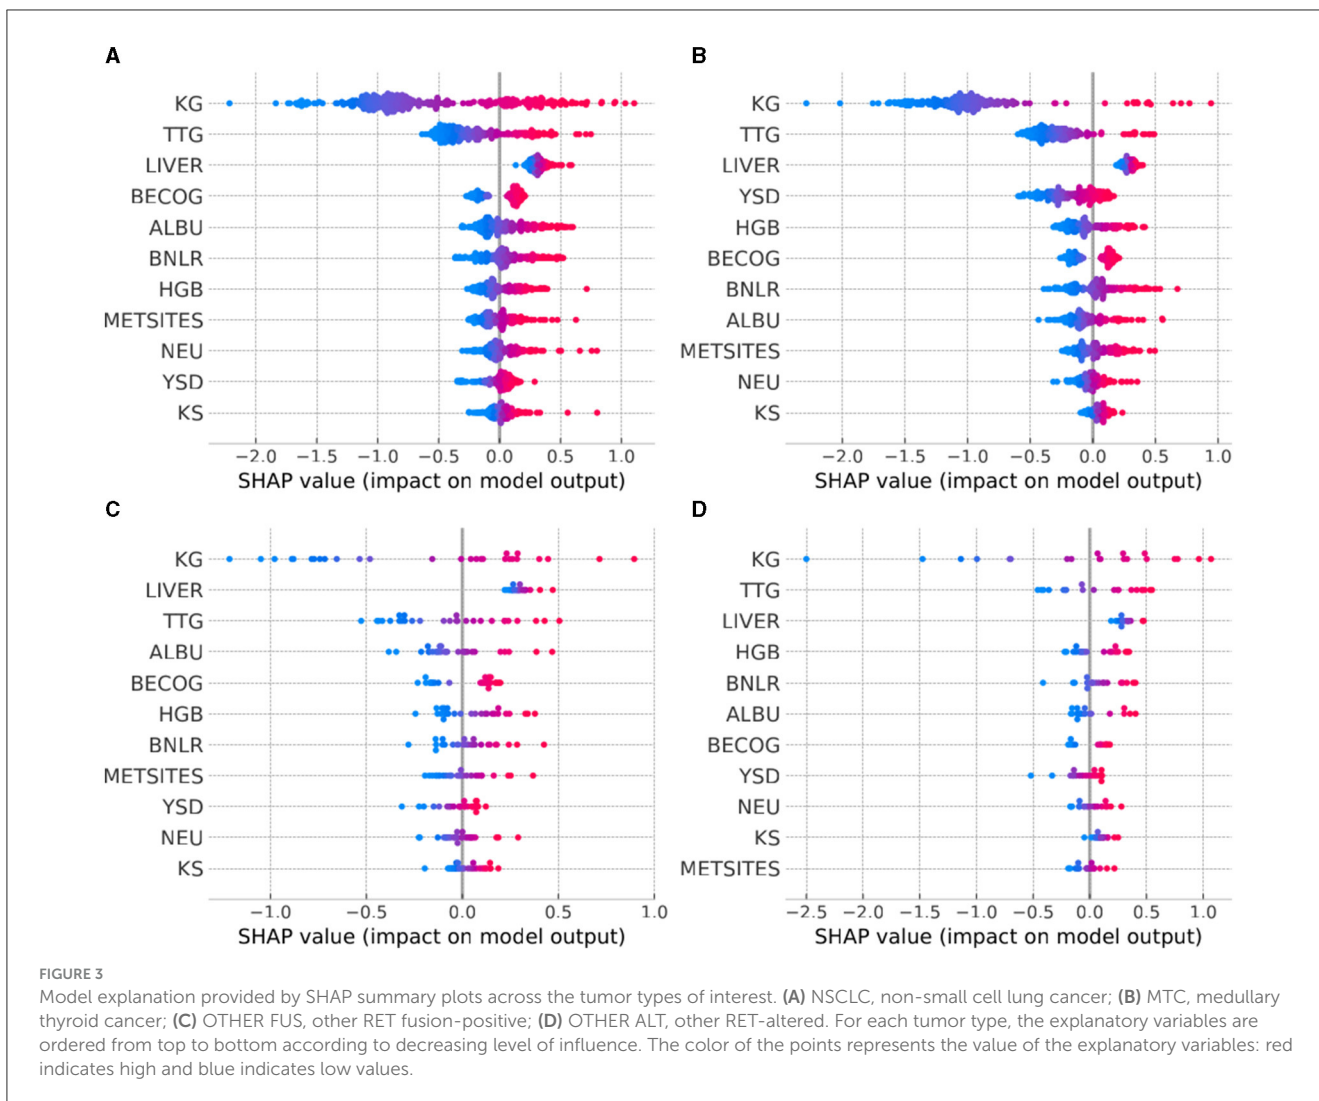 A
KG
TTG
LIVER
BECOG
ALBU
BNLR
HGB
METSITES
NEU
YSD
KS
−2.0 −1.5 −1.0 −0.5 0.0 0.5 1.0
SHAP value (impact on model output)
B
KG
TTG
LIVER
YSD
HGB
BECOG
BNLR
ALBU
METSITES
NEU
KS
−2.0 −1.5 −1.0 −0.5 0.0 0.5 1.0
SHAP value (impact on model output)
C
KG
LIVER
TTG
ALBU
BECOG
HGB
BNLR
METSITES
YSD
NEU
KS
−1.0 −0.5 0.0 0.5 1.0
SHAP value (impact on model output)
D
KG
TTG
LIVER
HGB
BNLR
ALBU
BECOG
YSD
NEU
KS
METSITES
−2.5 −2.0 −1.5 −1.0 −0.5 0.0 0.5 1.0
SHAP value (impact on model output)
FIGURE 3
Model explanation provided by SHAP summary plots across the tumor types of interest. (A) NSCLC, non-small cell lung cancer; (B) MTC, medullary
thyroid cancer; (C) OTHER FUS, other RET fusion-positive; (D) OTHER ALT, other RET-altered. For each tumor type, the explanatory variables are
ordered from top to bottom according to decreasing level of influence. The color of the points represents the value of the explanatory variables: red
indicates high and blue indicates low values.